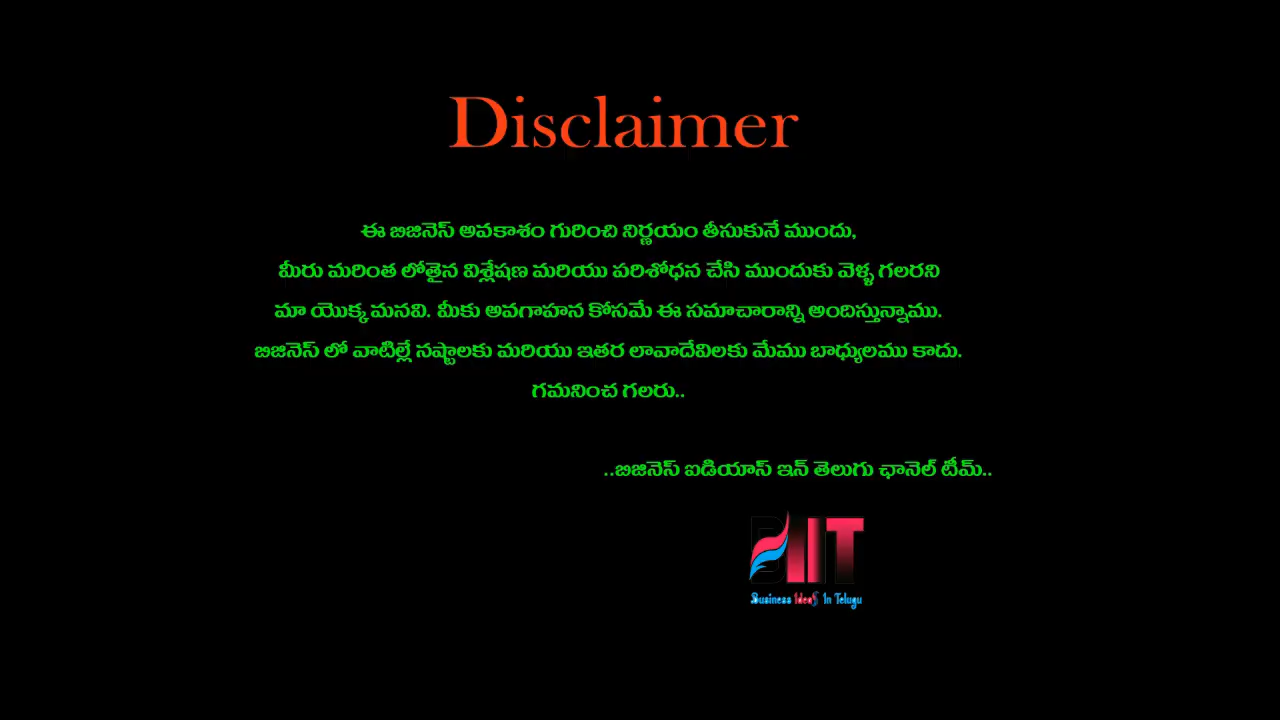 Disclaimer
ఈ బిజినెస్ అవకాశం గురించి నిర్ణయం తీసుకునే ముందు,
మీరు మరింత లోతైన విశ్లేషణ మరియు పరిశోధన చేసి ముందుకు వెళ్ళ గలరని
మా యొక్క మనవి. మీకు అవగాహన కోసమే ఈ సమాచారాన్ని అందిస్తున్నాము.
బిజినెస్ లో వాటిల్లే నష్టాలకు మరియు ఇతర లావాదేవిలకు మేము బాధ్యులము కాదు.
గమనించ గలరు..
..బిజినెస్ ఐడియాస్ ఇన్ తెలుగు ఛానెల్ టీమ్..
BIIT
Business Ideas In Telugu